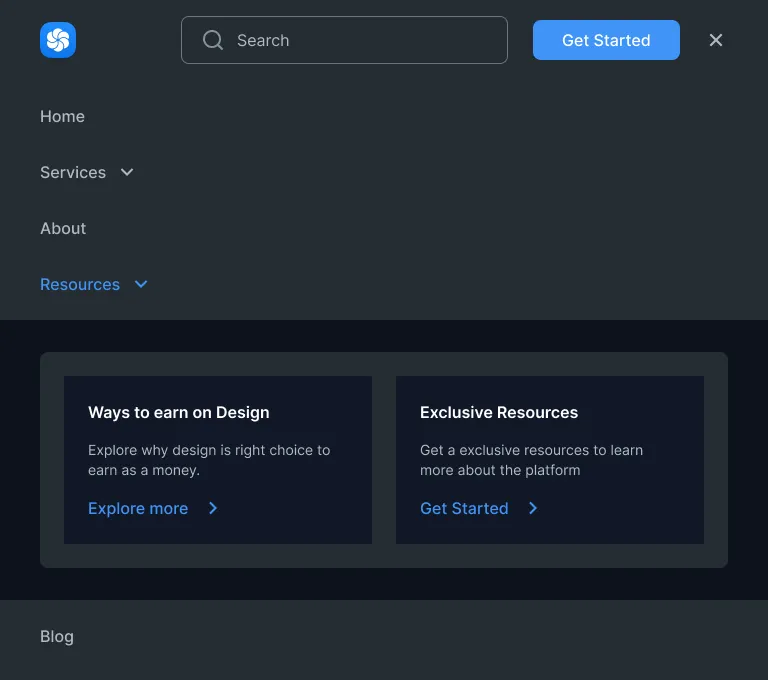 Search
Get Started
Home
Services
About
Resources
Ways to earn on Design
Explore why design is right choice to
earn as a money.
Explore more
Exclusive Resources
Get a exclusive resources to learn
more about the platform
Get Started
Blog